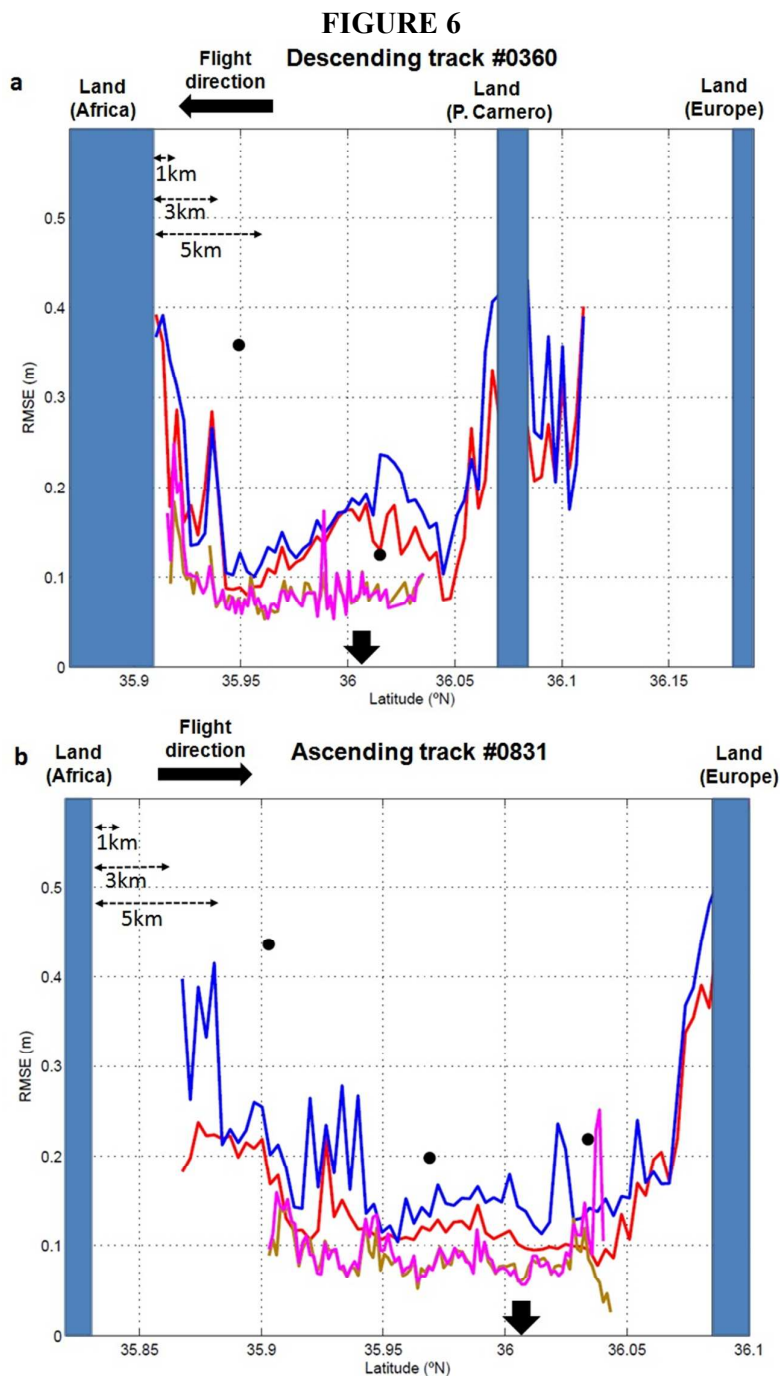 FIGURE 6
Descending track #0360
a
Flight direction
Land (Africa)
Land (P. Carnero)
Land (Europe)
1km
3km
5km
0.5
0.4
0.3
0.2
0.1
0
RMSE (m)
35.9 35.95 36 36.05 36.1 36.15
Latitude (ºN)
b
Flight direction
Ascending track #0831
Land (Africa)
Land (Europe)
1km
3km
5km
0.5
0.4
0.3
0.2
0.1
0
RMSE (m)
35.85 35.9 35.95 36 36.05 36.1
Latitude (ºN)